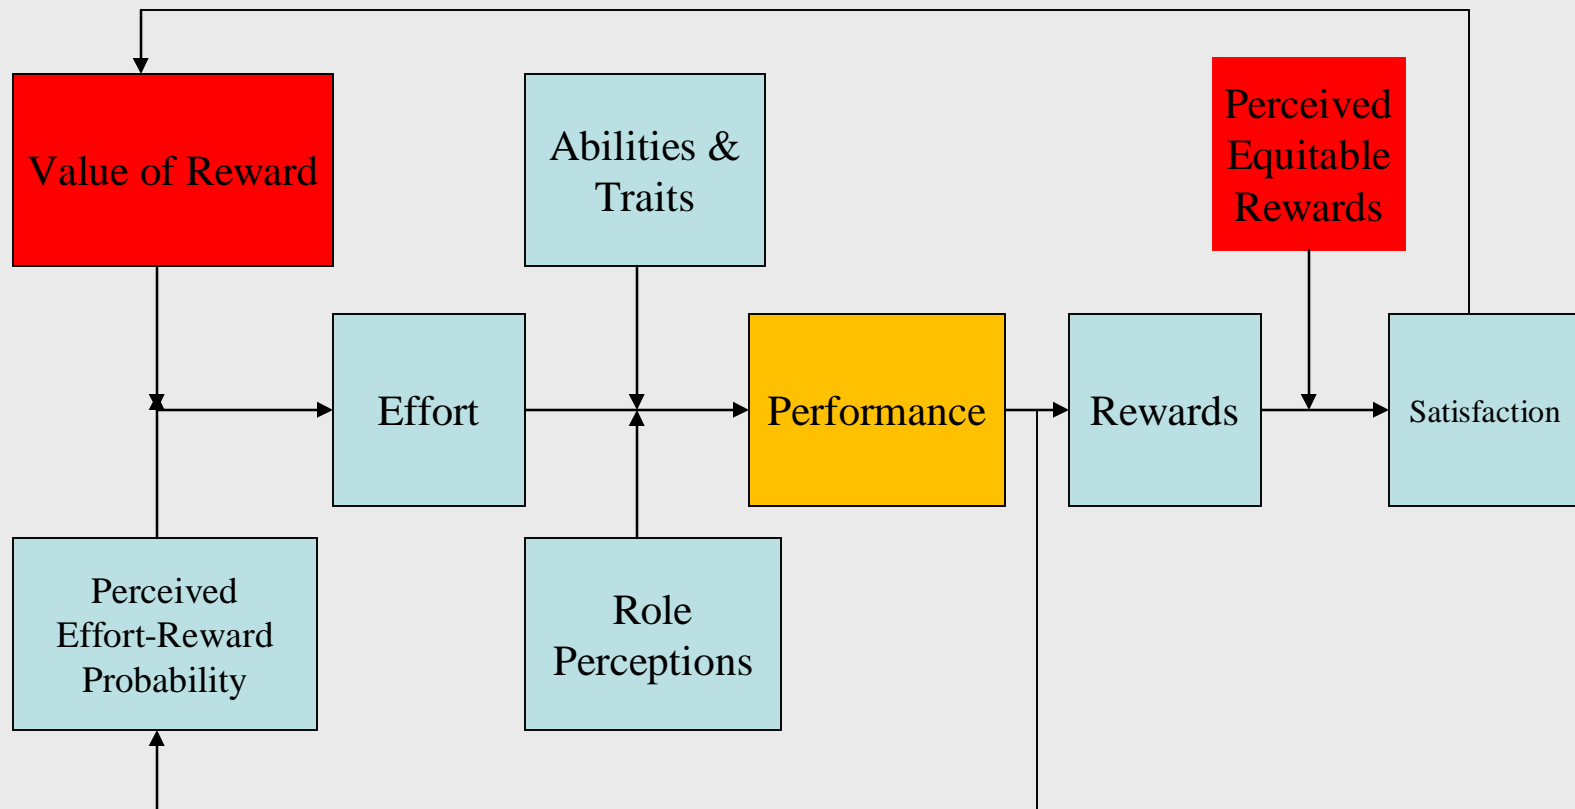 Value of Reward
Abilities &
Traits
Perceived
Equitable
Rewards
Effort
Performance
Rewards
Satisfaction
Perceived
Effort-Reward
Probability
Role
Perceptions